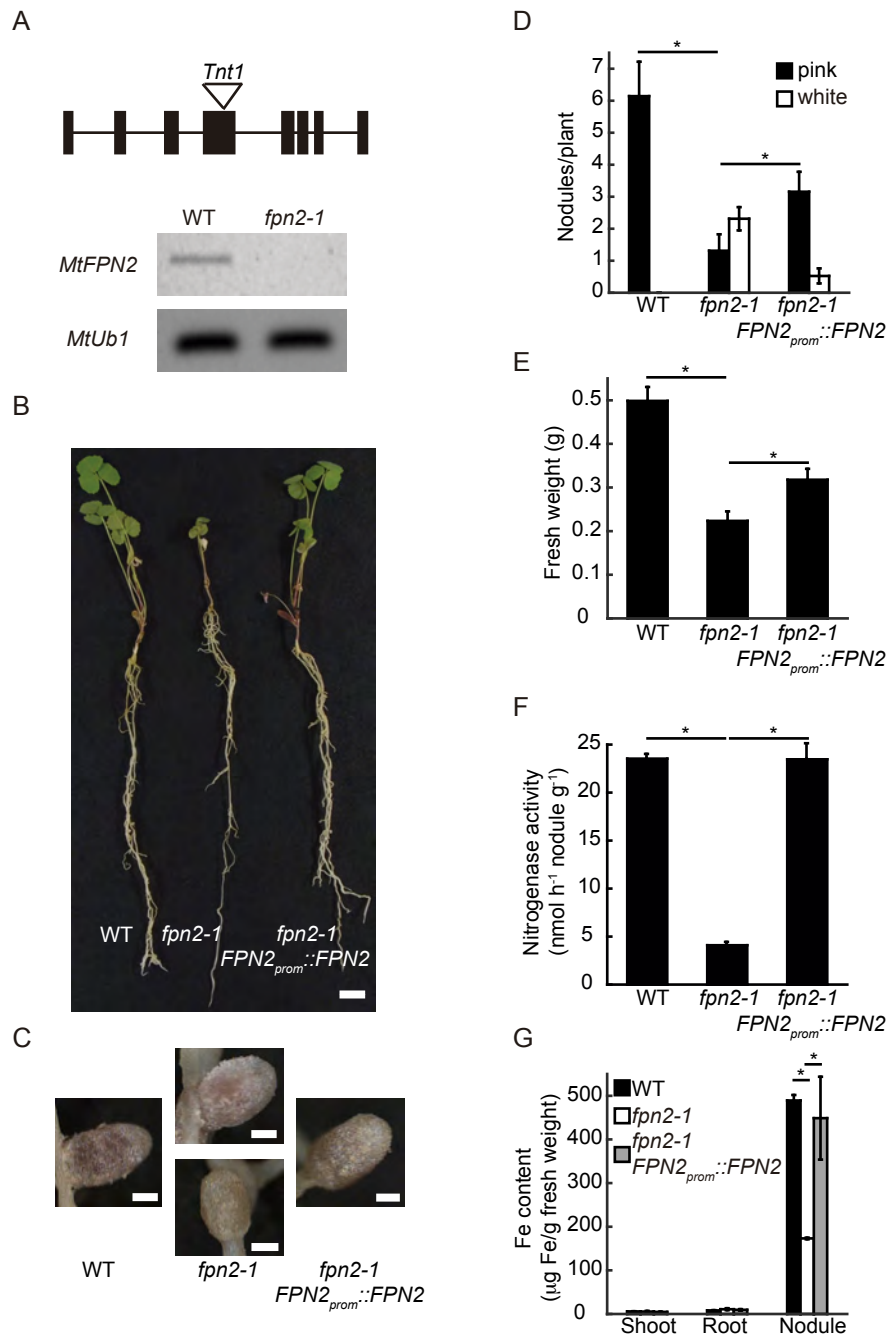 A
Tnt1
WT fpn2-1
MtFPN2
MtUb1
B
WT fpn2-1 fpn2-1
FPN2prom::FPN2
C
WT fpn2-1 fpn2-1
FPN2prom::FPN2
D
*
pink
white
*
Nodules/plant
7
6
5
4
3
2
1
0
WT fpn2-1 fpn2-1
FPN2prom::FPN2
E
*
*
Fresh weight (g)
0.5
0.4
0.3
0.2
0.1
0
WT fpn2-1 fpn2-1
FPN2prom::FPN2
F
* *
Nitrogenase activity
(nmol h-1 nodule g-1)
25
20
15
10
5
0
WT fpn2-1 fpn2-1
FPN2prom::FPN2
G
*
*
WT
fpn2-1
fpn2-1
FPN2prom::FPN2
Fe content
(µg Fe/g fresh weight)
500
400
300
200
100
0
Shoot Root Nodule